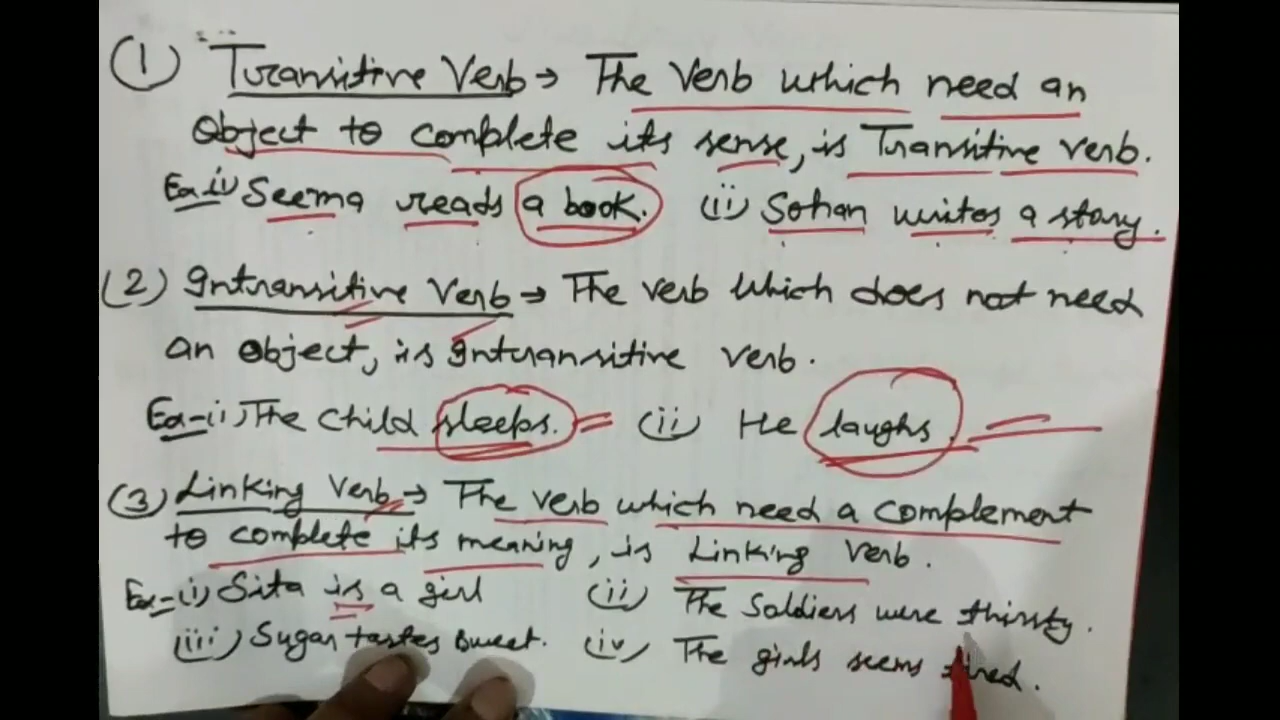 (1) Transitive Verb → The Verb which need an
object to complete its sense, is Transitive verb.
Ex-i) Seema reads a book. (ii) Sohan writes a story.
(2) Intransitive Verb → The verb which does not need
an object, is Intransitive verb.
Ex-(i) The child sleeps. (ii) He laughs.
(3) Linking Verb → The verb which need a complement
to complete its meaning, is Linking verb.
Ex-(i) Sita is a girl (ii) The Soldiers were thirsty.
(iii) Sugar tastes sweet. (iv) The girls seems tired.